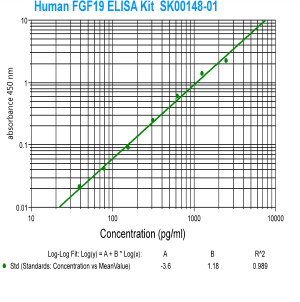 Human FGF19 ELISA Kit SK00148-01
absorbance 450 nm
10
1
0.1
0.01
10 100 1000 10000
Concentration (pg/ml)
Log-Log Fit: Log(y) = A + B * Log(x): A B R^2
Std (Standards: Concentration vs MeanValue) -3.6 1.18 0.989